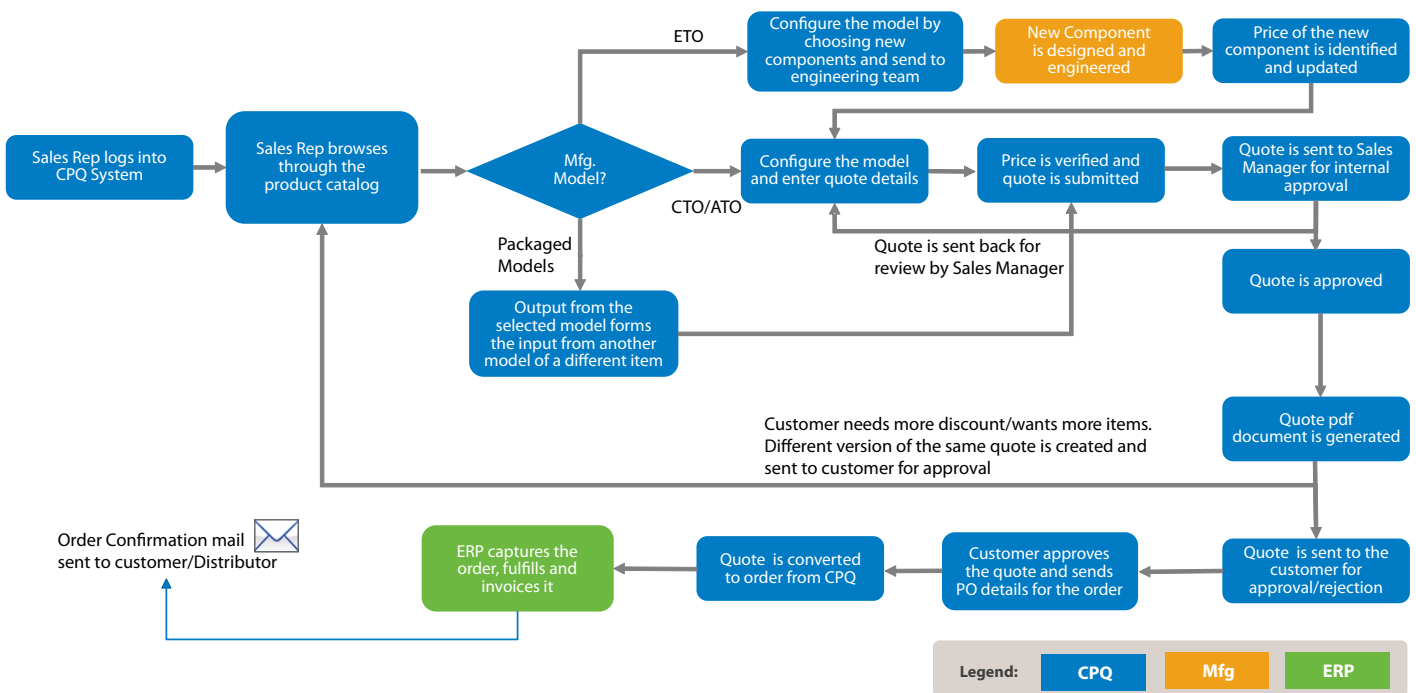 ETO
Configure the model by
choosing new
components and send to
engineering team
New Component
is designed and
engineered
Price of the new
component is identified
and updated
Sales Rep logs into
CPQ System
Sales Rep browses
through the
product catalog
Mfg.
Model?
CTO/ATO
Configure the model
and enter quote details
Price is verified and
quote is submitted
Quote is sent to Sales
Manager for internal
approval
Packaged
Models
Quote is sent back for
review by Sales Manager
Quote is approved
Output from the
selected model forms
the input from another
model of a different item
Quote pdf
document is generated
Customer needs more discount/wants more items.
Different version of the same quote is created and
sent to customer for approval
Order Confirmation mail
sent to customer/Distributor
ERP captures the
order, fulfills and
invoices it
Quote is converted
to order from CPQ
Customer approves
the quote and sends
PO details for the order
Quote is sent to the
customer for
approval/rejection
Legend:
CPQ
Mfg
ERP